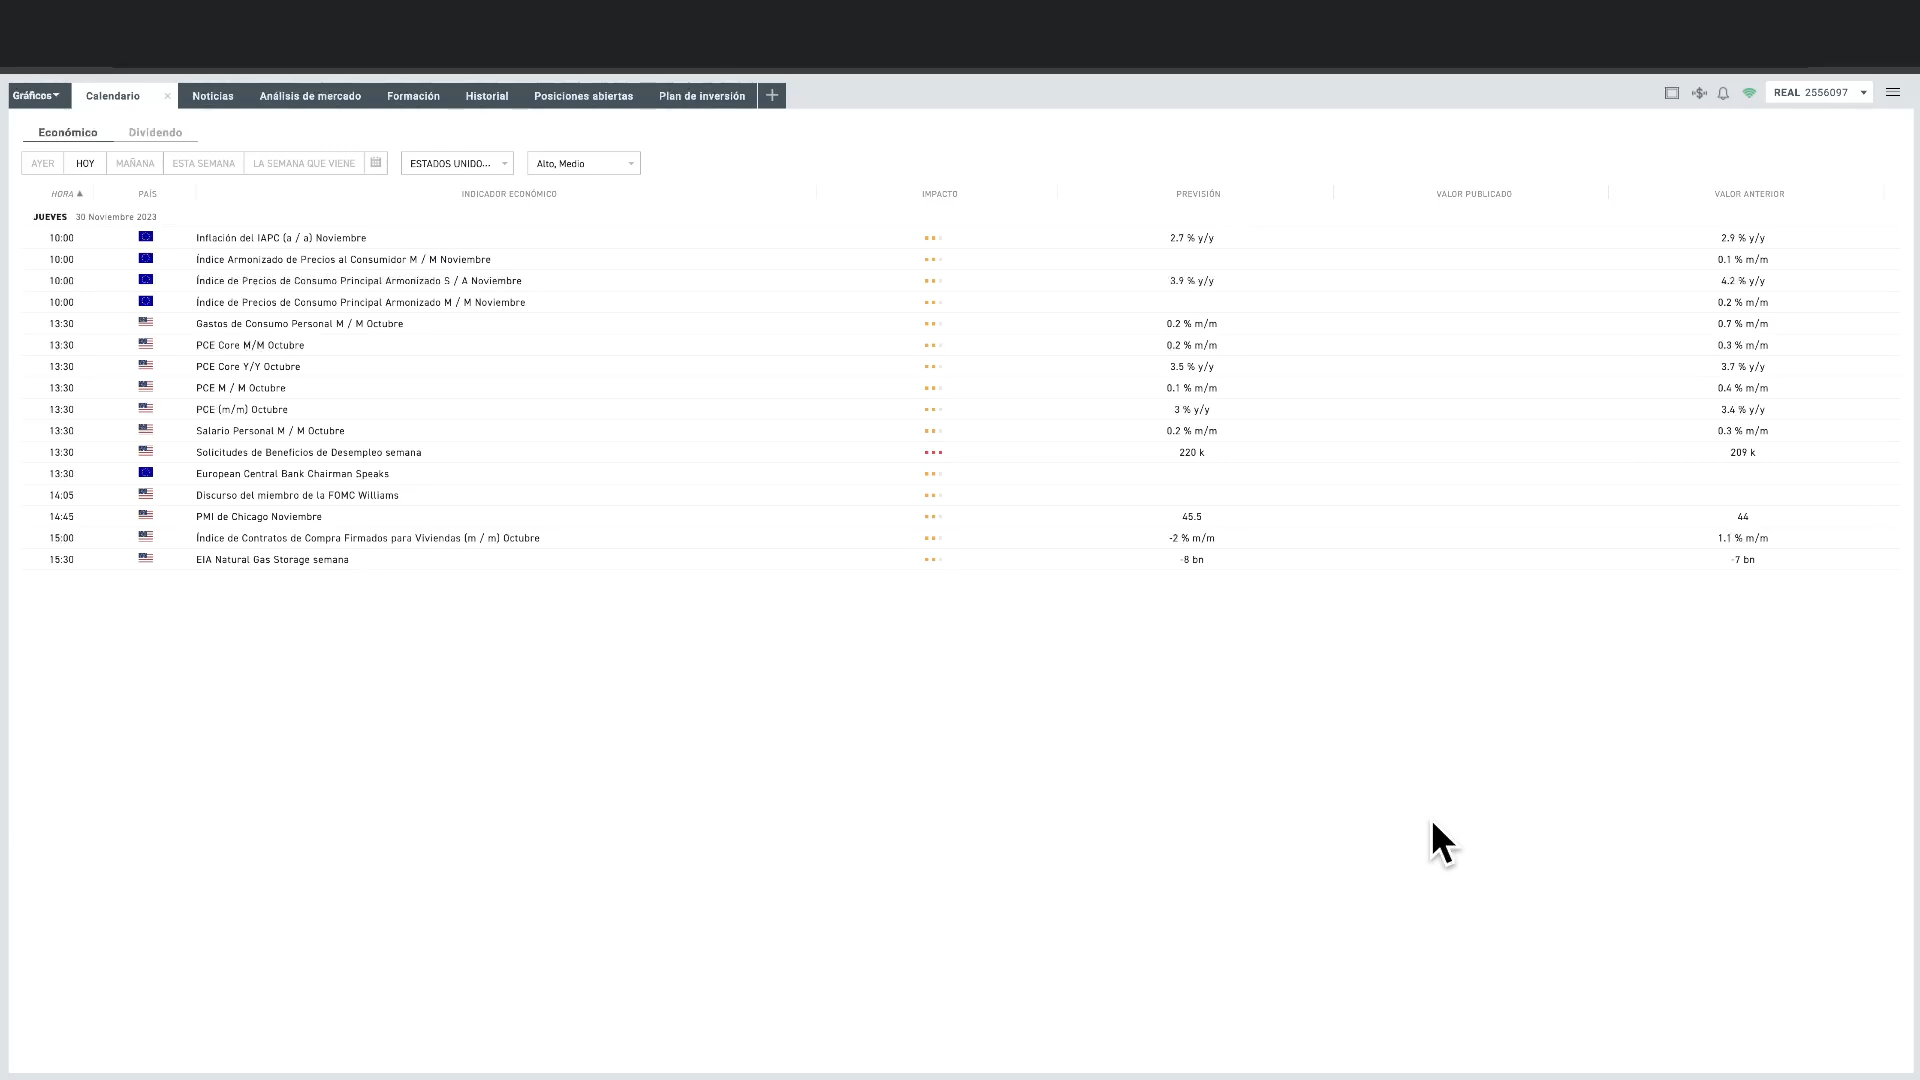 Gráficos Calendario × Noticias Análisis de mercado Formación Historial Posiciones abiertas Plan de inversión + REAL 2556097
Económico Dividendo
AYER HOY MAÑANA ESTA SEMANA LA SEMANA QUE VIENE ESTADOS UNIDO... Alto, Medio
HORA PAÍS INDICADOR ECONÓMICO IMPACTO PREVISIÓN VALOR PUBLICADO VALOR ANTERIOR
JUEVES 30 Noviembre 2023
10:00 Inflación del IAPC (a / a) Noviembre 2.7 % y/y 2.9 % y/y
10:00 Índice Armonizado de Precios al Consumidor M / M Noviembre 0.1 % m/m
10:00 Índice de Precios de Consumo Principal Armonizado S / A Noviembre 3.9 % y/y 4.2 % y/y
10:00 Índice de Precios de Consumo Principal Armonizado M / M Noviembre 0.2 % m/m
13:30 Gastos de Consumo Personal M / M Octubre 0.2 % m/m 0.7 % m/m
13:30 PCE Core M/M Octubre 0.2 % m/m 0.3 % m/m
13:30 PCE Core Y/Y Octubre 3.5 % y/y 3.7 % y/y
13:30 PCE M / M Octubre 0.1 % m/m 0.4 % m/m
13:30 PCE (m/m) Octubre 3 % y/y 3.4 % y/y
13:30 Salario Personal M / M Octubre 0.2 % m/m 0.3 % m/m
13:30 Solicitudes de Beneficios de Desempleo semana 220 k 209 k
13:30 European Central Bank Chairman Speaks
14:05 Discurso del miembro de la FOMC Williams
14:45 PMI de Chicago Noviembre 45.5 44
15:00 Índice de Contratos de Compra Firmados para Viviendas (m / m) Octubre -2 % m/m 1.1 % m/m
15:30 EIA Natural Gas Storage semana -8 bn -7 bn